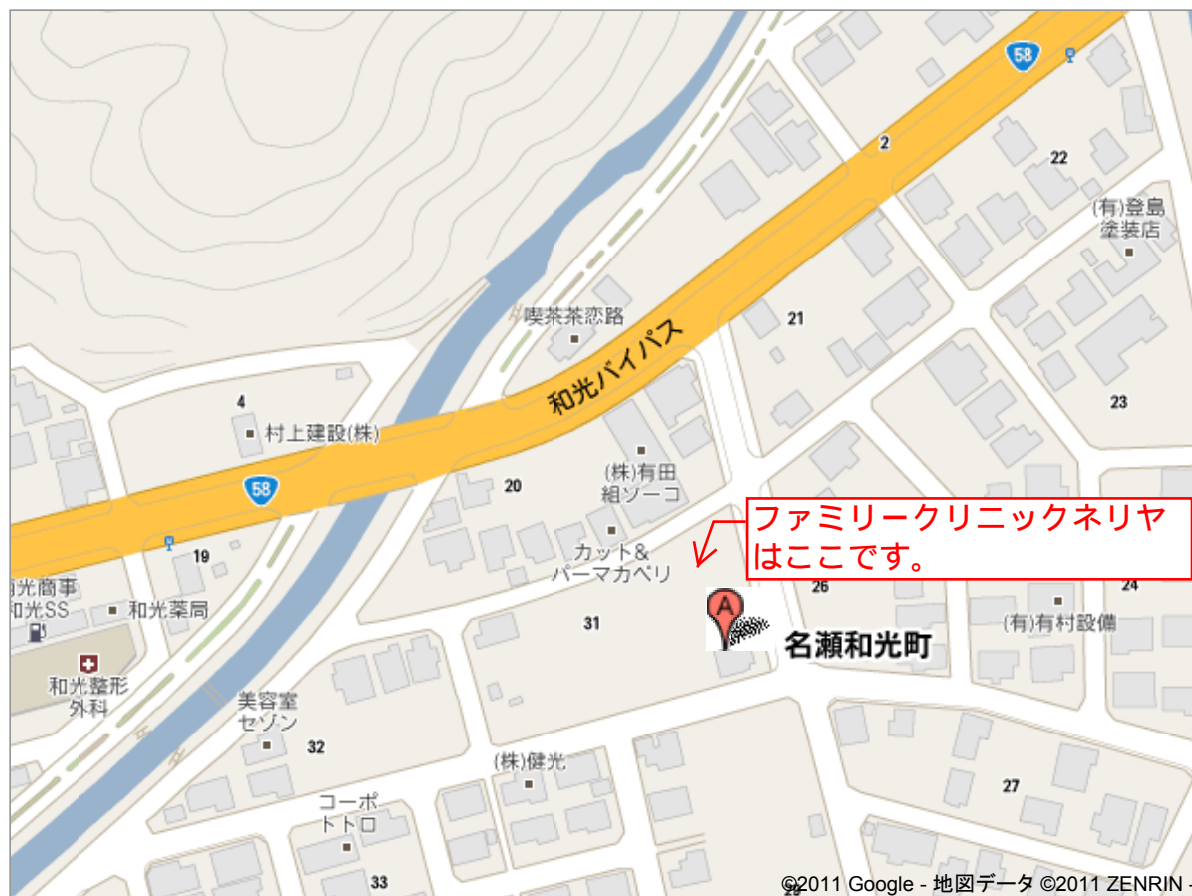 58
2
22
(有)登島
塗装店
喫茶茶恋路
21
和光バイパス
4
村上建設(株)
23
58
20
(株)有田
組ソーコ
ファミリークリニックネリヤ
はここです。
カット&
パーマカペリ
19
光商事
和光SS
和光薬局
26
24
A
31
(有)有村設備
名瀬和光町
和光整形
外科
美容室
セゾン
32
(株)健光
27
コーポ
トトロ
33
©2011 Google - 地図データ ©2011 ZENRIN -